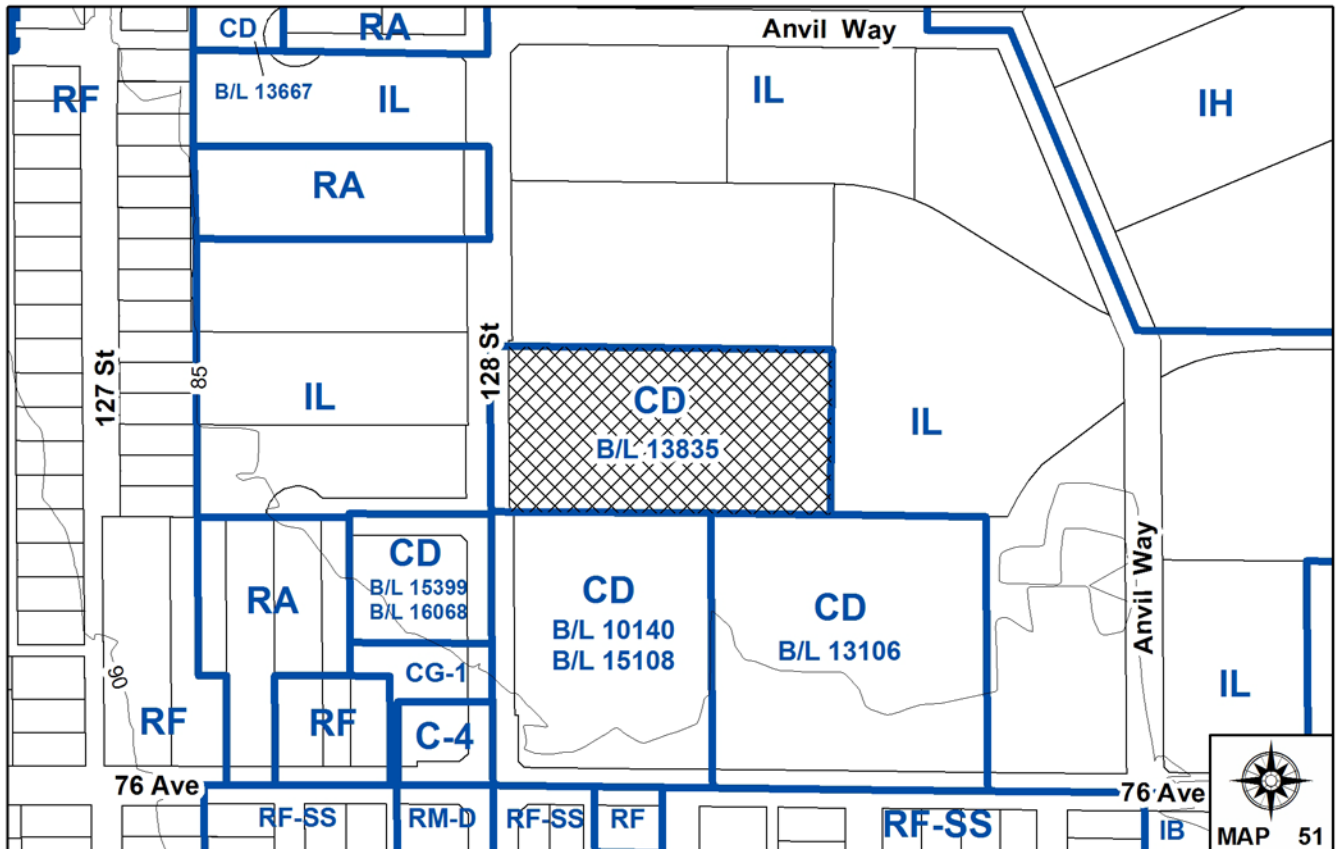 CD
RA
Anvil Way
B/L 13667
RF
IL
IL
IH
RA
127 St
85
IL
128 St
CD
B/L 13835
IL
CD
B/L 15399
B/L 16068
RA
CD
B/L 10140
B/L 15108
CD
B/L 13106
Anvil Way
CG-1
90
RF
RF
C-4
IL
76 Ave
76 Ave
RF-SS
RM-D
RF-SS
RF
RF-SS
IB
MAP 51